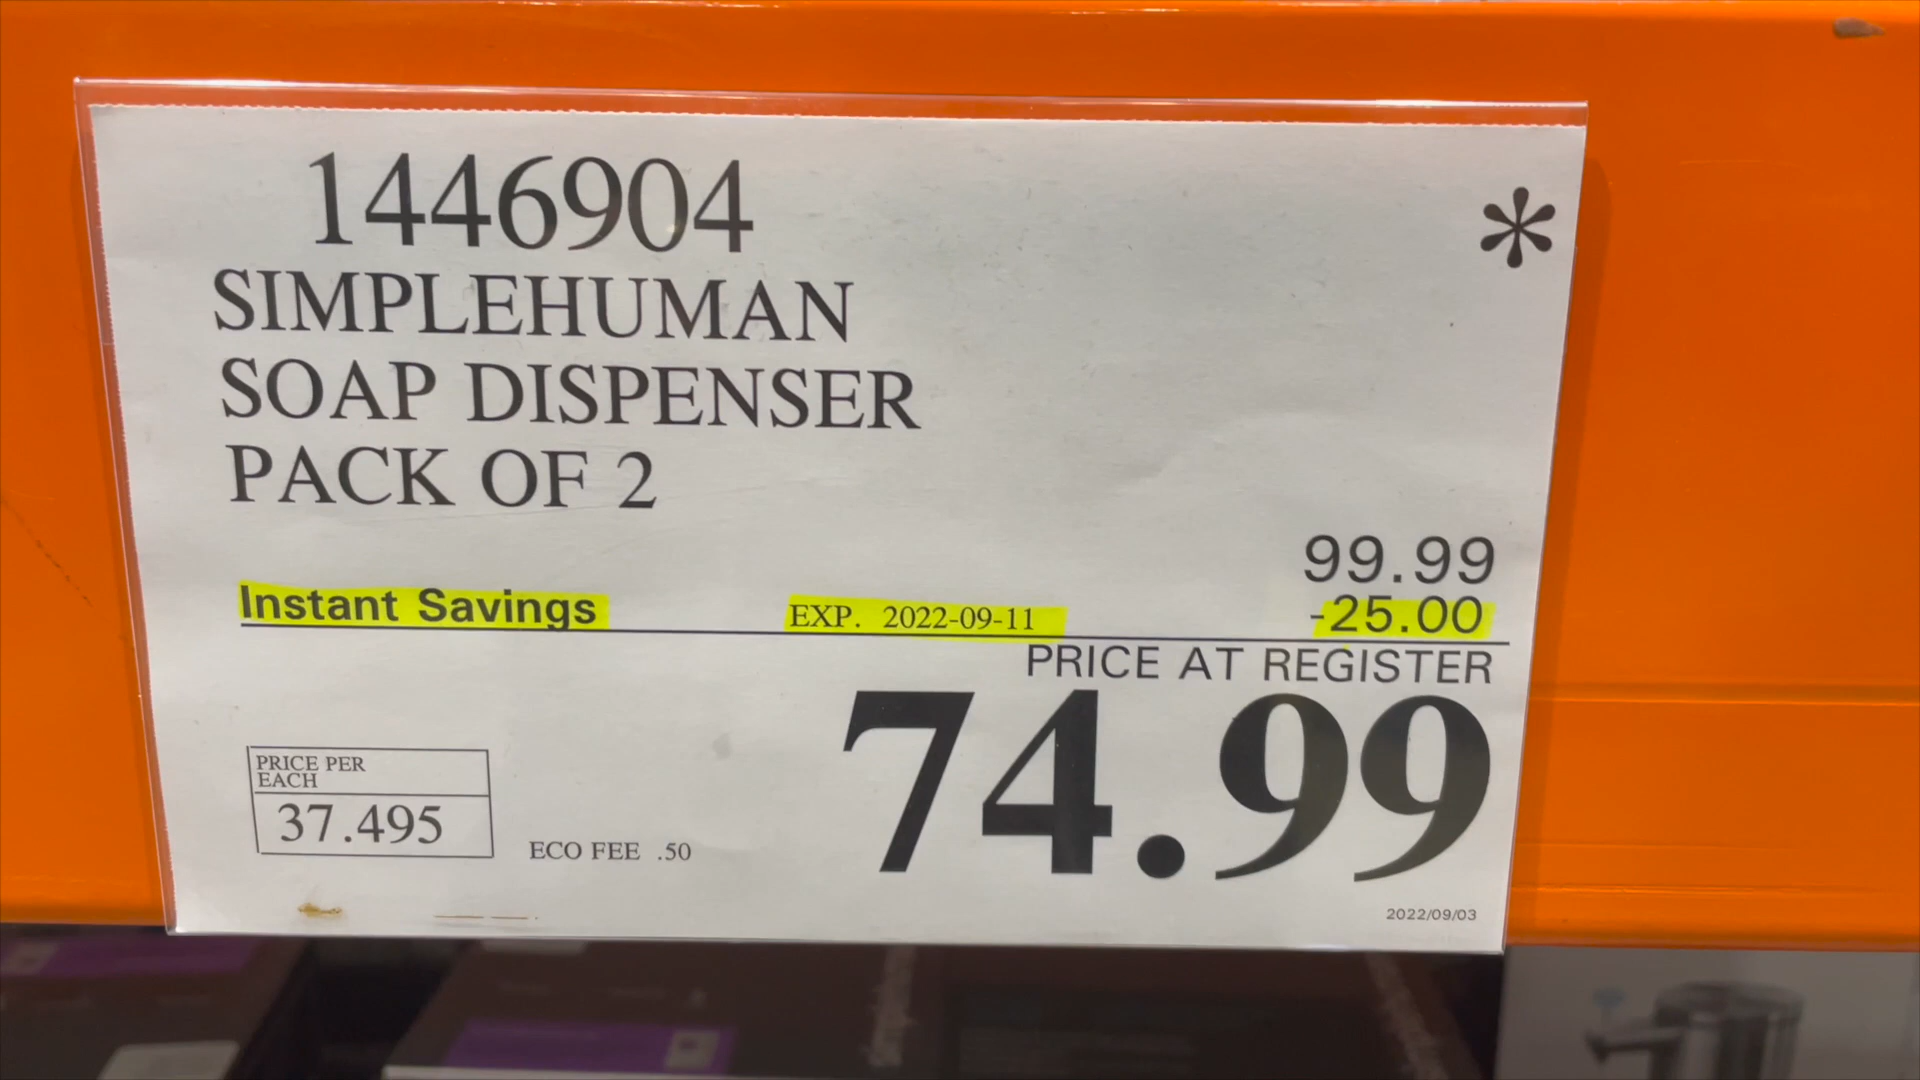 1446904
*
SIMPLEHUMAN
SOAP DISPENSER
PACK OF 2
99.99
Instant Savings EXP. 2022-09-11 -25.00
PRICE AT REGISTER
74.99
PRICE PER
EACH
37.495
ECO FEE .50
2022/09/03
simplehuman